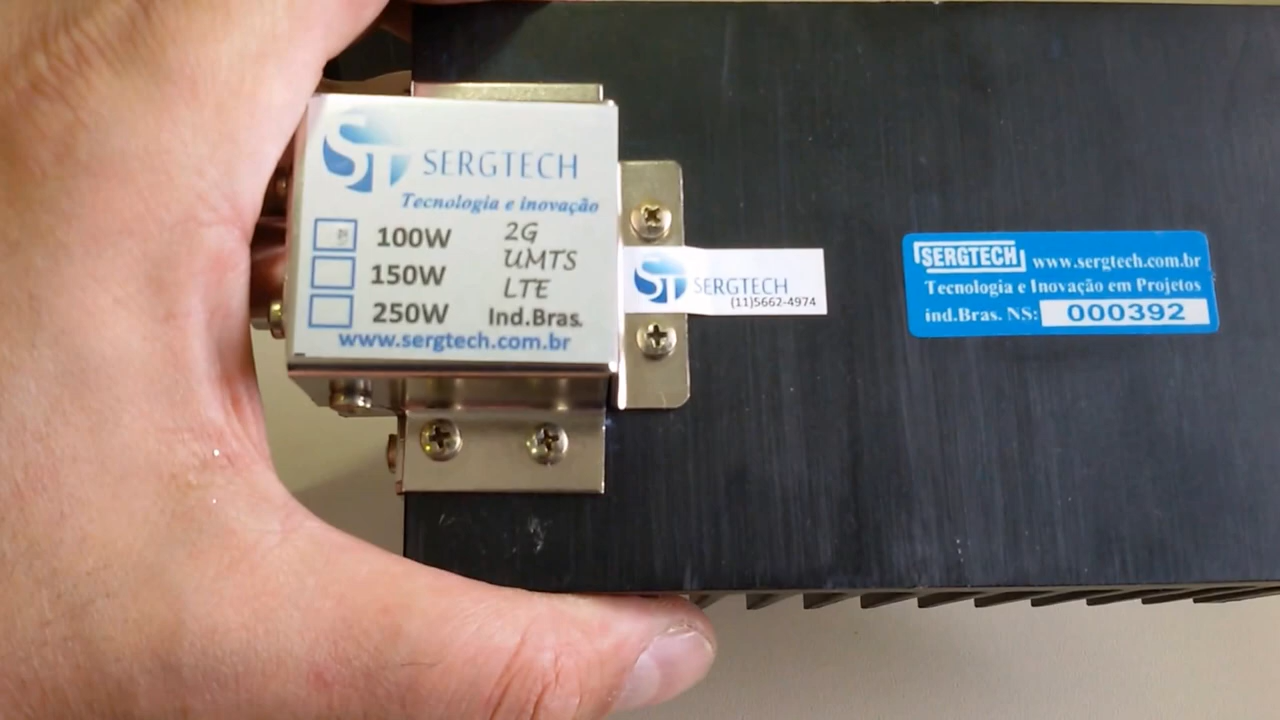 ST SERGTECH
Tecnologia e inovação
100W 2G
150W UMTS
250W LTE
Ind.Bras.
www.sergtech.com.br
ST SERGTECH
(11)5662-4974
SERGTECH www.sergtech.com.br
Tecnologia e Inovação em Projetos
ind.Bras. NS: 000392